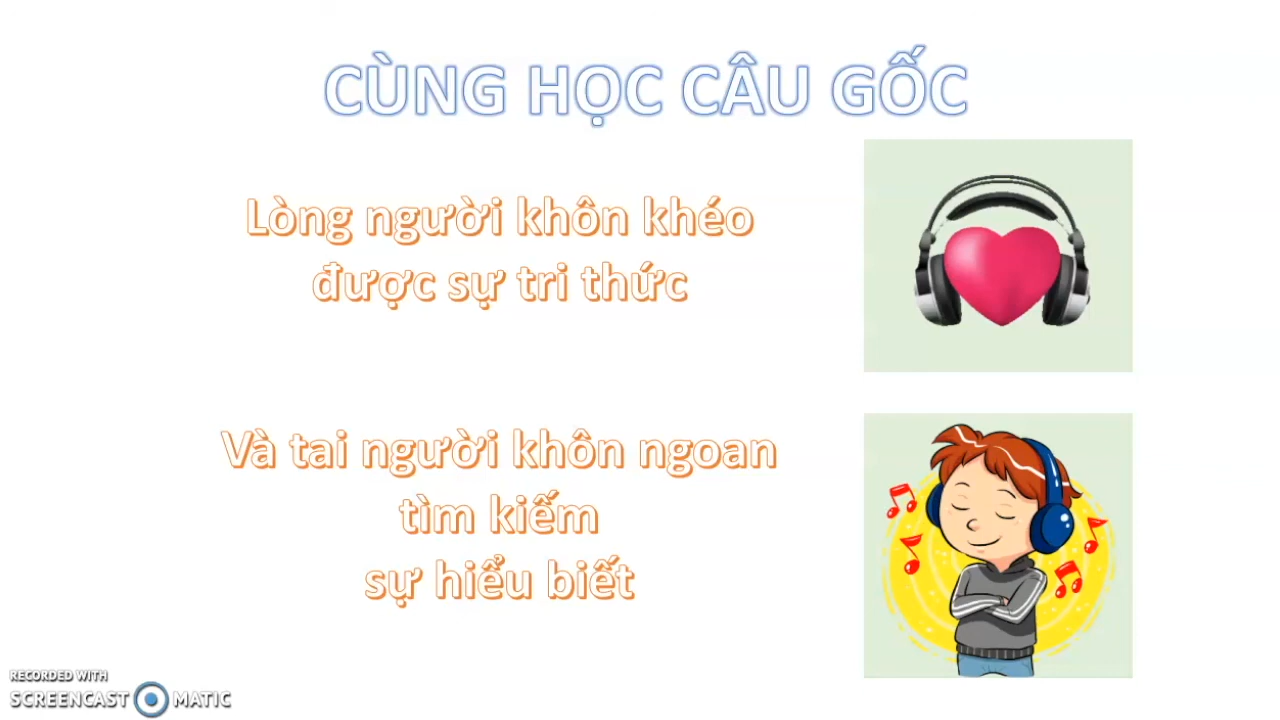 CÙNG HỌC CÂU GỐC
Lòng người khôn khéo
được sự tri thức
Và tai người khôn ngoan
tìm kiếm
sự hiểu biết
RECORDED WITH
SCREENCAST MATIC